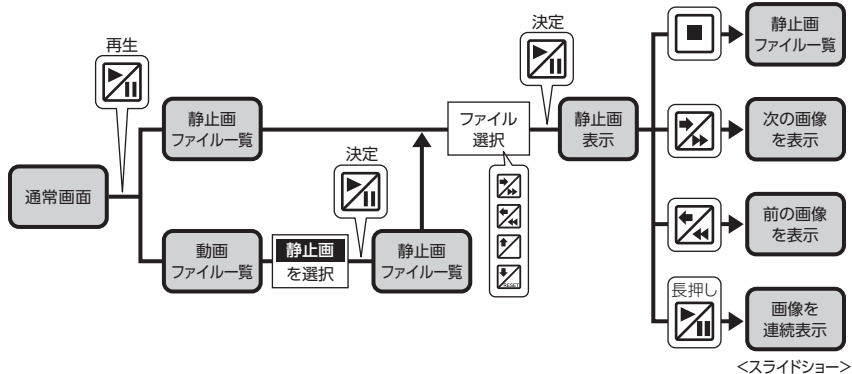 通常画面
再生
静止画
ファイル一覧
動画
ファイル一覧
静止画
を選択
決定
静止画
ファイル一覧
ファイル
選択
RESET
決定
静止画
表示
静止画
ファイル一覧
次の画像
を表示
前の画像
を表示
長押し
画像を
連続表示
<スライドショー>